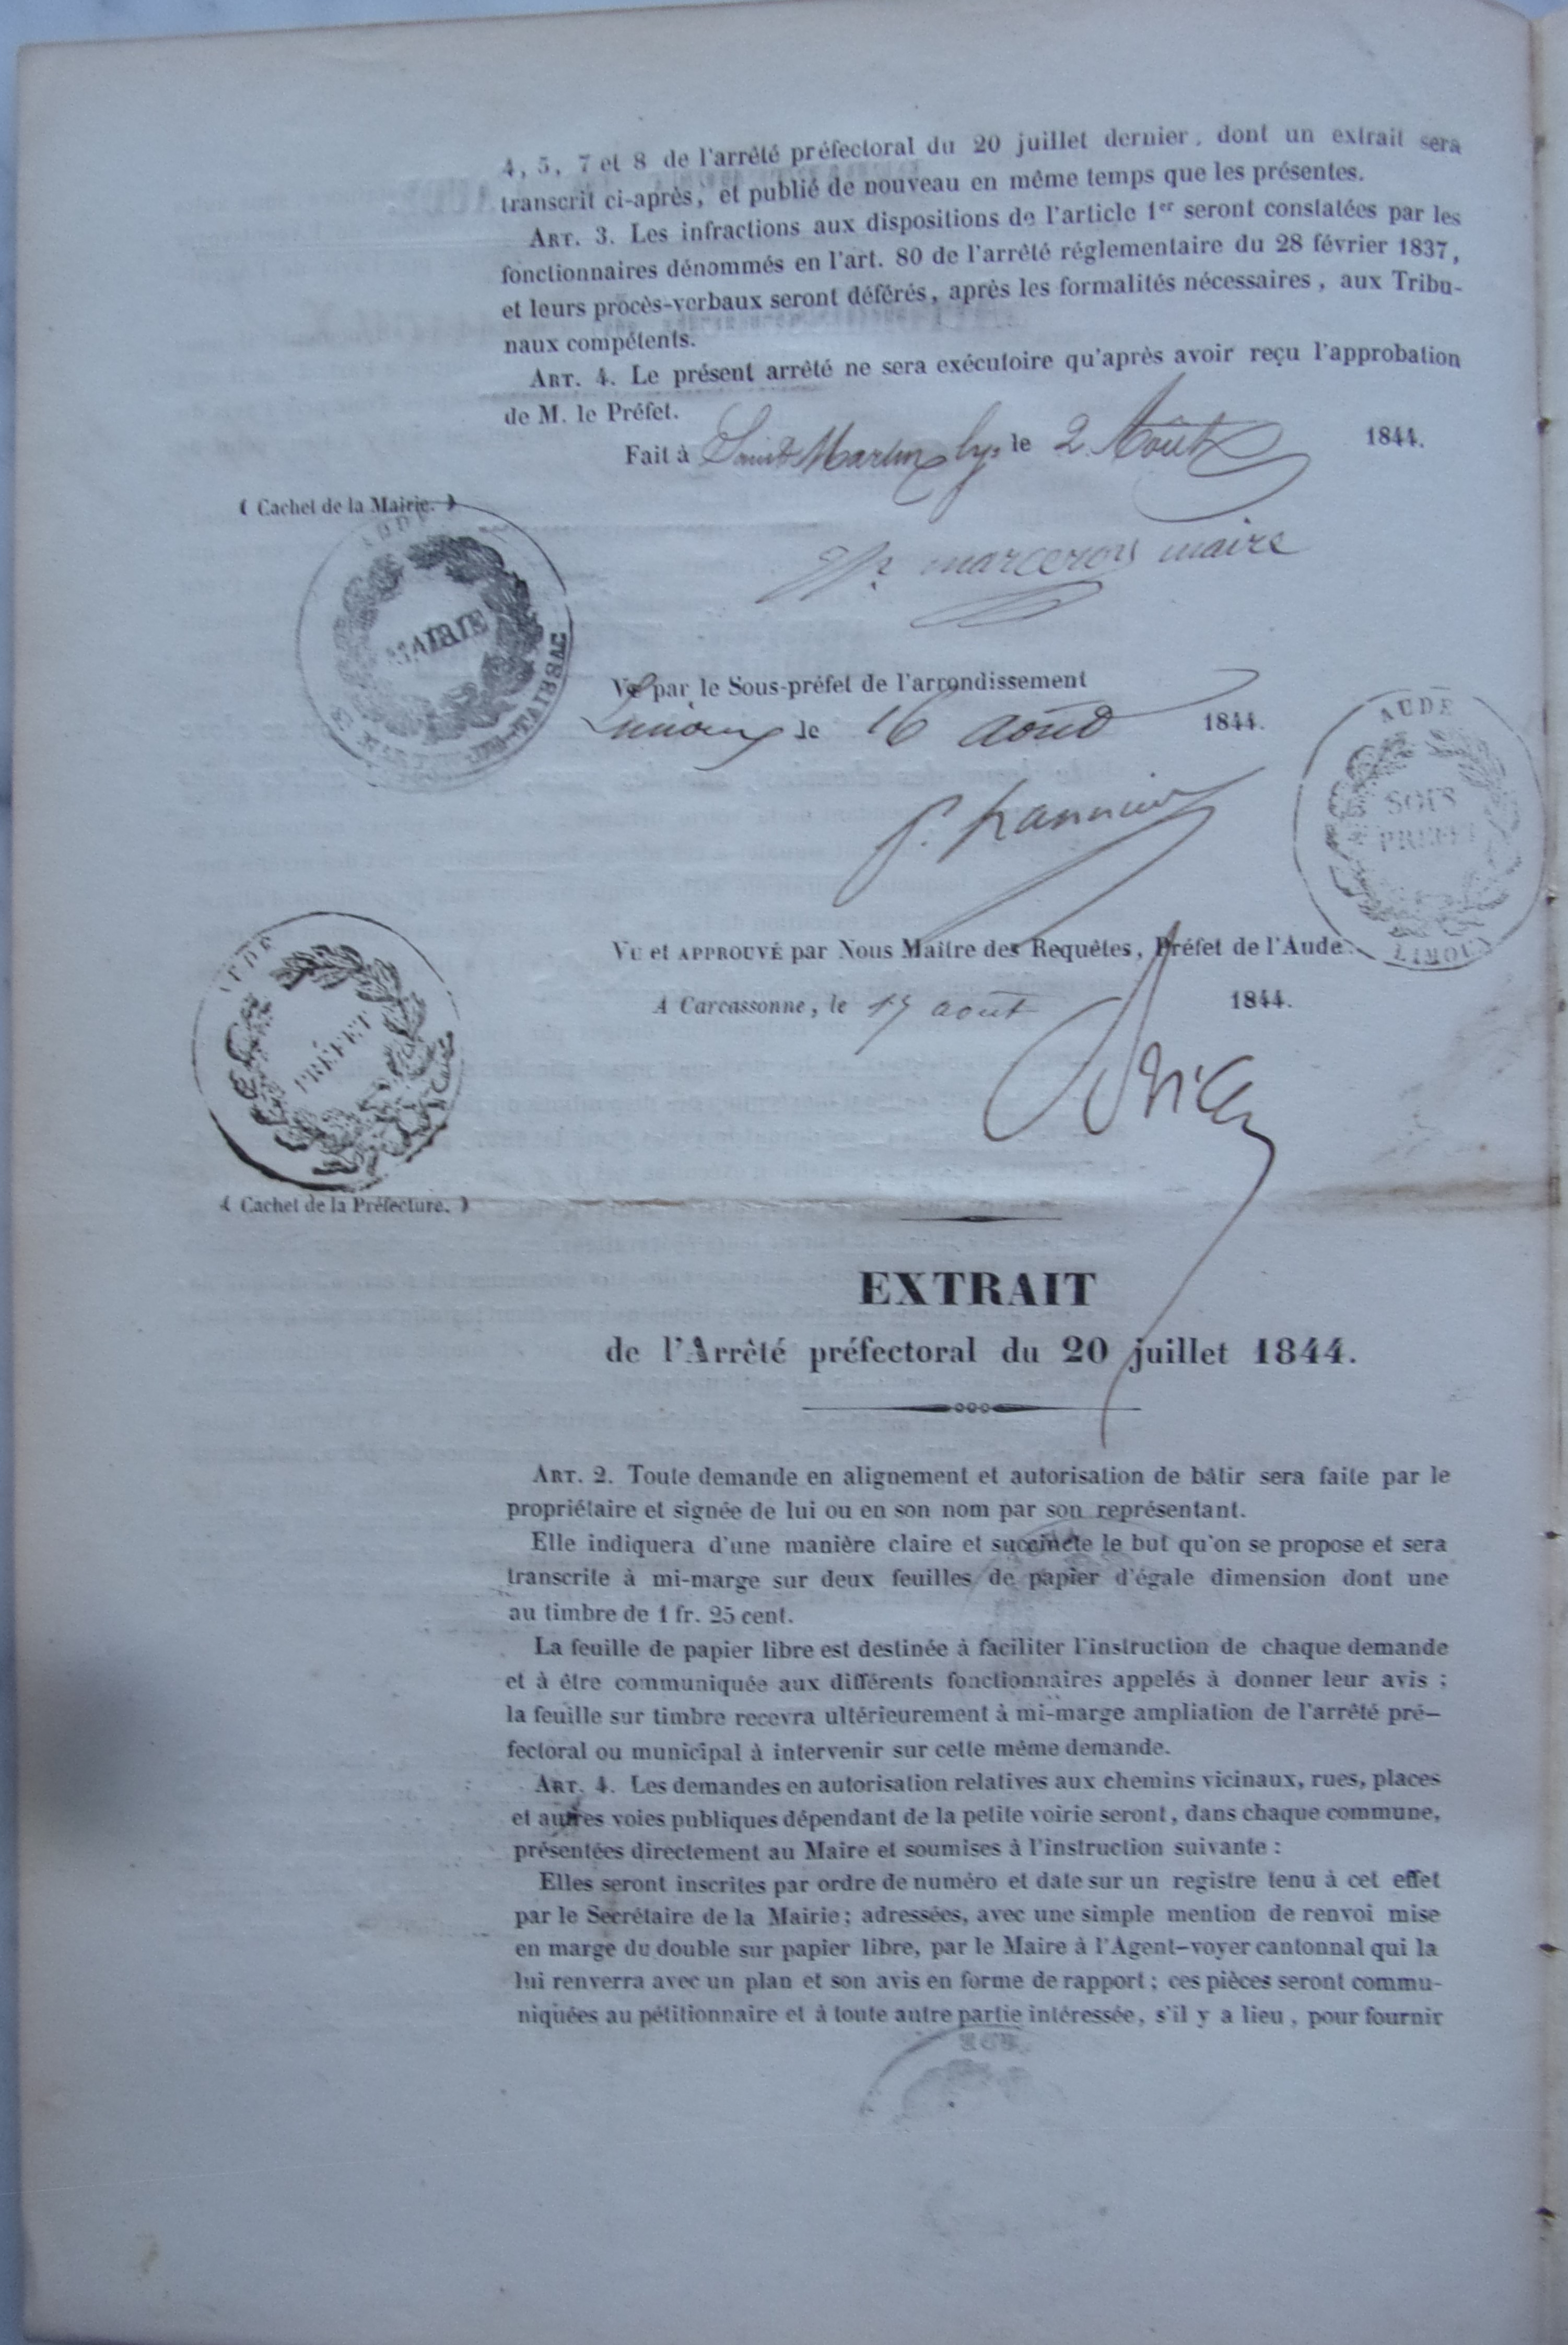 4, 5, 7 et 8 de l'arrêté préfectoral du 20 juillet dernier, dont un extrait sera
transcrit ci-après, et publié de nouveau en même temps que les présentes.
ART. 3. Les infractions aux dispositions de l'article 1er seront constatées par les
fonctionnaires dénommés en l'art. 80 de l'arrêté réglementaire du 28 février 1837,
et leurs procès-verbaux seront déférés, après les formalités nécessaires, aux Tribu-
naux compétents.
ART. 4. Le présent arrêté ne sera exécutoire qu'après avoir reçu l'approbation
de M. le Préfet.
Fait à Saint Martin lys le 2 Août 1844.
( Cachet de la Mairie. )
AUDE
MAIRIE
marcerou maire
Vu par le Sous-préfet de l'arrondissement
Limoux le 16 août 1844.
AUDE
SOUS
PREFET
LIMOUX
VU et APPROUVÉ par Nous Maître des Requêtes, Préfet de l'Aude.
A Carcassonne, le août 1844.
AUDE
PRÉFET
( Cachet de la Préfecture. )
EXTRAIT
de l'Arrêté préfectoral du 20 juillet 1844.
ART. 2. Toute demande en alignement et autorisation de bâtir sera faite par le
propriétaire et signée de lui ou en son nom par son représentant.
Elle indiquera d'une manière claire et succincte le but qu'on se propose et sera
transcrite à mi-marge sur deux feuilles de papier d'égale dimension dont une
au timbre de 1 fr. 25 cent.
La feuille de papier libre est destinée à faciliter l'instruction de chaque demande
et à être communiquée aux différents fonctionnaires appelés à donner leur avis ;
la feuille sur timbre recevra ultérieurement à mi-marge ampliation de l'arrêté pré-
fectoral ou municipal à intervenir sur cette même demande.
ART. 4. Les demandes en autorisation relatives aux chemins vicinaux, rues, places
et autres voies publiques dépendant de la petite voirie seront, dans chaque commune,
présentées directement au Maire et soumises à l'instruction suivante :
Elles seront inscrites par ordre de numéro et date sur un registre tenu à cet effet
par le Secrétaire de la Mairie ; adressées, avec une simple mention de renvoi mise
en marge du double sur papier libre, par le Maire à l'Agent-voyer cantonnal qui la
lui renverra avec un plan et son avis en forme de rapport ; ces pièces seront commu-
niquées au pétitionnaire et à toute autre partie intéressée, s'il y a lieu, pour fournir